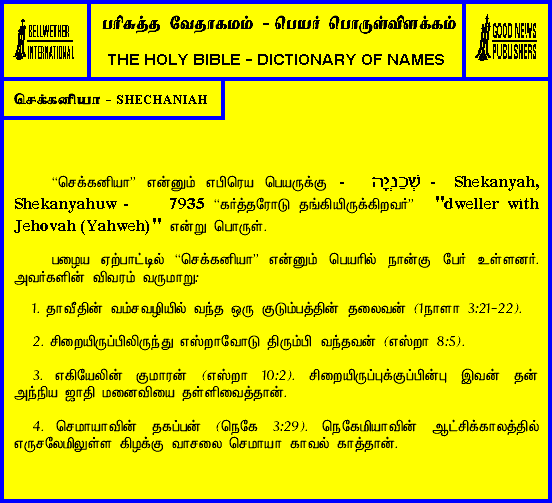 BELLWETHER
INTERNATIONAL
பரிசுத்த வேதாகமம் - பெயர் பொருள்விளக்கம்
THE HOLY BIBLE - DICTIONARY OF NAMES
GOOD NEWS
PUBLISHERS
செக்கனியா - SHECHANIAH
“செக்கனியா” என்னும் எபிரெய பெயருக்கு - שְׁכַנְיָה - Shekanyah,
Shekanyahuw - 7935 “கர்த்தரோடு தங்கியிருக்கிறவர்” "dweller with
Jehovah (Yahweh)" என்று பொருள்.
பழைய ஏற்பாட்டில் “செக்கனியா” என்னும் பெயரில் நான்கு பேர் உள்ளனர்.
அவர்களின் விவரம் வருமாறு:
1. தாவீதின் வம்சவழியில் வந்த ஒரு குடும்பத்தின் தலைவன் (1நாளா 3:21-22).
2. சிறையிருப்பிலிருந்து எஸ்றாவோடு திரும்பி வந்தவன் (எஸ்றா 8:5).
3. எகியேலின் குமாரன் (எஸ்றா 10:2). சிறையிருப்புக்குப்பின்பு இவன் தன்
அந்நிய ஜாதி மனைவியை தள்ளிவைத்தான்.
4. செமாயாவின் தகப்பன் (நெகே 3:29). நெகேமியாவின் ஆட்சிக்காலத்தில்
எருசலேமிலுள்ள கிழக்கு வாசலை செமாயா காவல் காத்தான்.